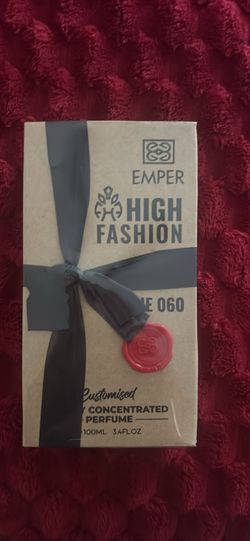 EMPER
HIGH
FASHION
060
Customised
CONCENTRATED
PERFUME
100ML 3.4FLOZ